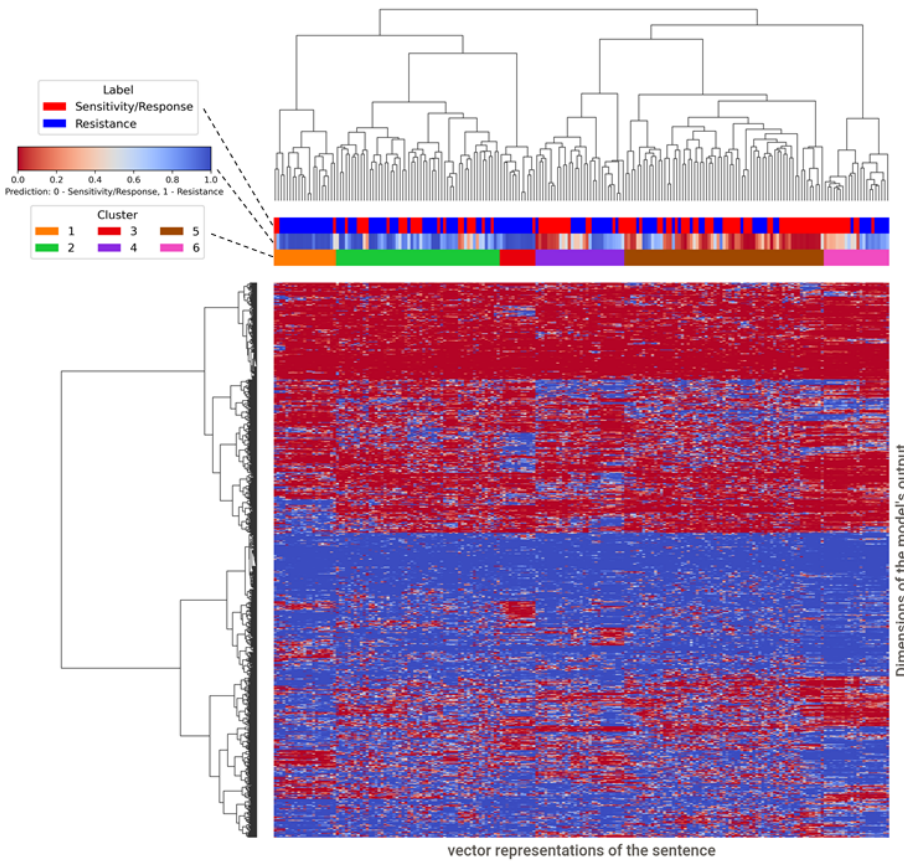 Label
Sensitivity/Response
Resistance
0.0 0.2 0.4 0.6 0.8 1.0
Prediction: 0 - Sensitivity/Response, 1 - Resistance
Cluster
1 3 5
2 4 6
Dimensions of the model's output
vector representations of the sentence